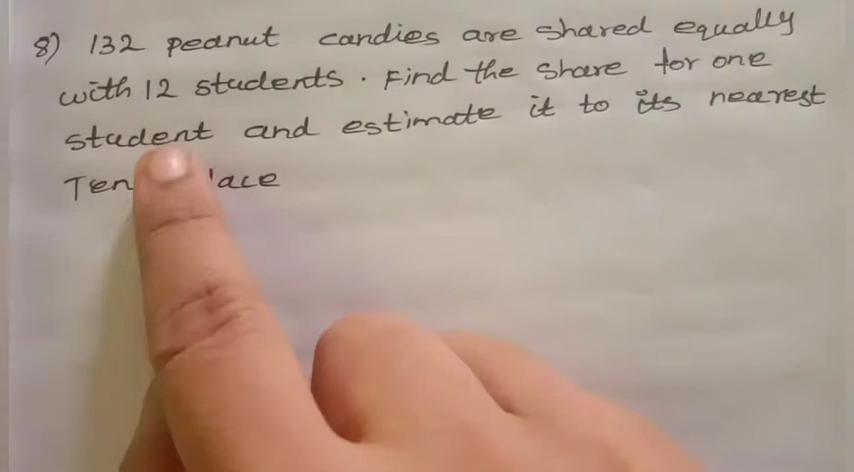 8) 132 peanut candies are shared equally
with 12 students. Find the share for one
student and estimate it to its nearest
Ten